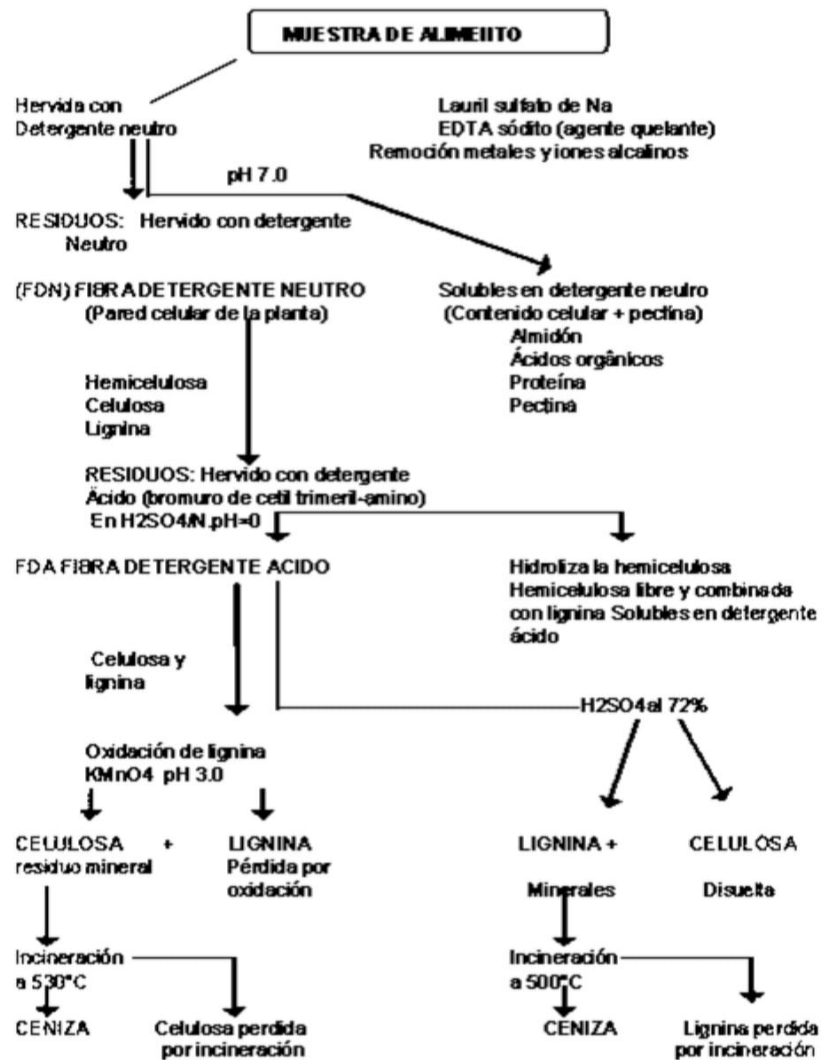 MUESTRA DE ALIMEIITO
Hervida con
Detergente neutro
Lauril sulfato de Na
EDTA sódito (agente quelante)
Remoción metales y iones alcalinos
pH 7.0
RESIDUOS: Hervido con detergente
Neutro
(FDN) FIBRA DETERGENTE NEUTRO
(Pared celular de la planta)
Solubles en detergente neutro
(Contenido celular + pectina)
Almidón
Ácidos orgânicos
Proteína
Pectina
Hemicelulosa
Celulosa
Lignina
RESIDUOS: Hervido con detergente
Äcido (bromuro de cetil trimeril-amino)
En H2SO4/N.pH=0
FDA FIBRA DETERGENTE ACIDO
Hidroliza la hemicelulosa
Hemicelulosa libre y combinada
con lignina Solubles en detergente
ácido
Celulosa y
lignina
H2SO4 al 72%
Oxidación de lignina
KMnO4 pH 3.0
CELULOSA + LIGNINA
residuo mineral
Pérdida por
oxidación
LIGNINA + CELULOSA
Minerales Disuelta
Incineración
a 530°C
Incineración
a 500°C
CENIZA
Celulosa perdida
por incineración
CENIZA
Lignina perdida
por incineración